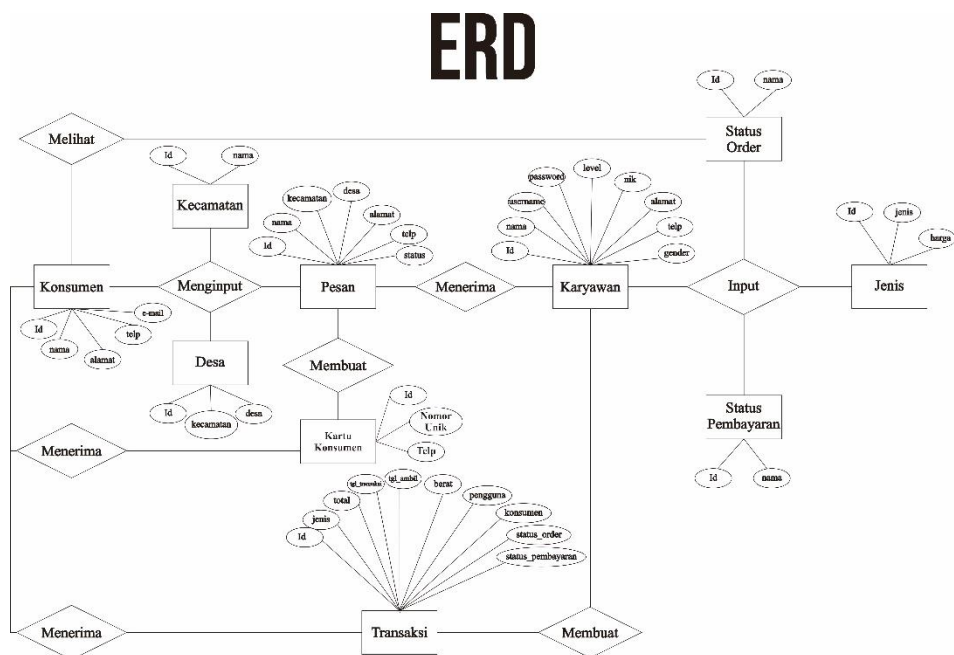 ERD
Id
nama
Status
Order
Melihat
Id
nama
Kecamatan
Id
nama
kecamatan
desa
alamat
telp
status
Pesan
Id
nama
username
password
level
nik
alamat
telp
gender
Karyawan
Id
jenis
harga
Jenis
Konsumen
Menginput
Menerima
Input
e-mail
Id
nama
alamat
telp
Desa
Id
kecamatan
desa
Membuat
Kartu
Konsumen
Id
Nomor
Unik
Telp
Menerima
Status
Pembayaran
Id
nama
Id
jenis
total
tgl_transaksi
tgl_ambil
berat
pengguna
konsumen
status_order
status_pembayaran
Menerima
Transaksi
Membuat